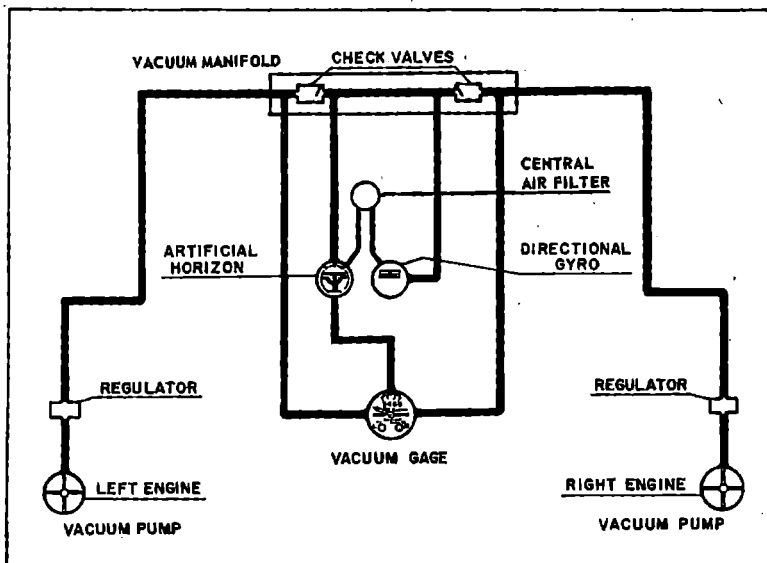 VACUUM MANIFOLD
CHECK VALVES
CENTRAL
AIR FILTER
ARTIFICIAL
HORIZON
DIRECTIONAL
GYRO
REGULATOR
REGULATOR
VACUUM GAGE
LEFT ENGINE
VACUUM PUMP
RIGHT ENGINE
VACUUM PUMP